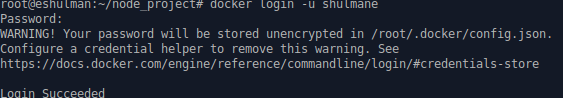 root@eshulman:~/node_project# docker login -u shulmane
Password:
WARNING! Your password will be stored unencrypted in /root/.docker/config.json.
Configure a credential helper to remove this warning. See
https://docs.docker.com/engine/reference/commandline/login/#credentials-store
Login Succeeded